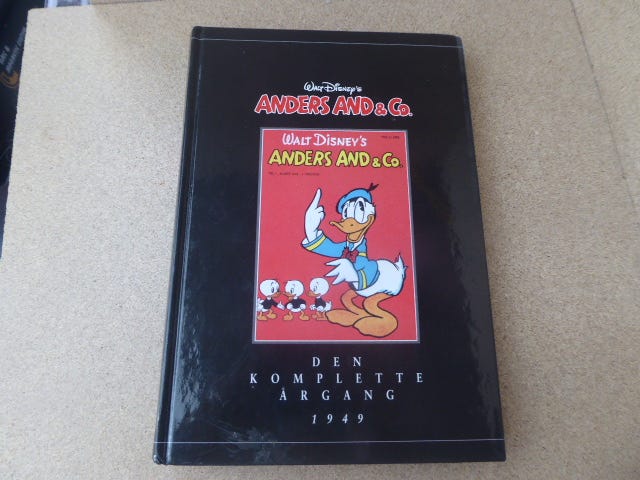 WALT DISNEY'S
ANDERS AND & Co.
WALT DISNEY'S
ANDERS AND & Co.
DEN
KOMPLETTE
ÅRGANG
1949